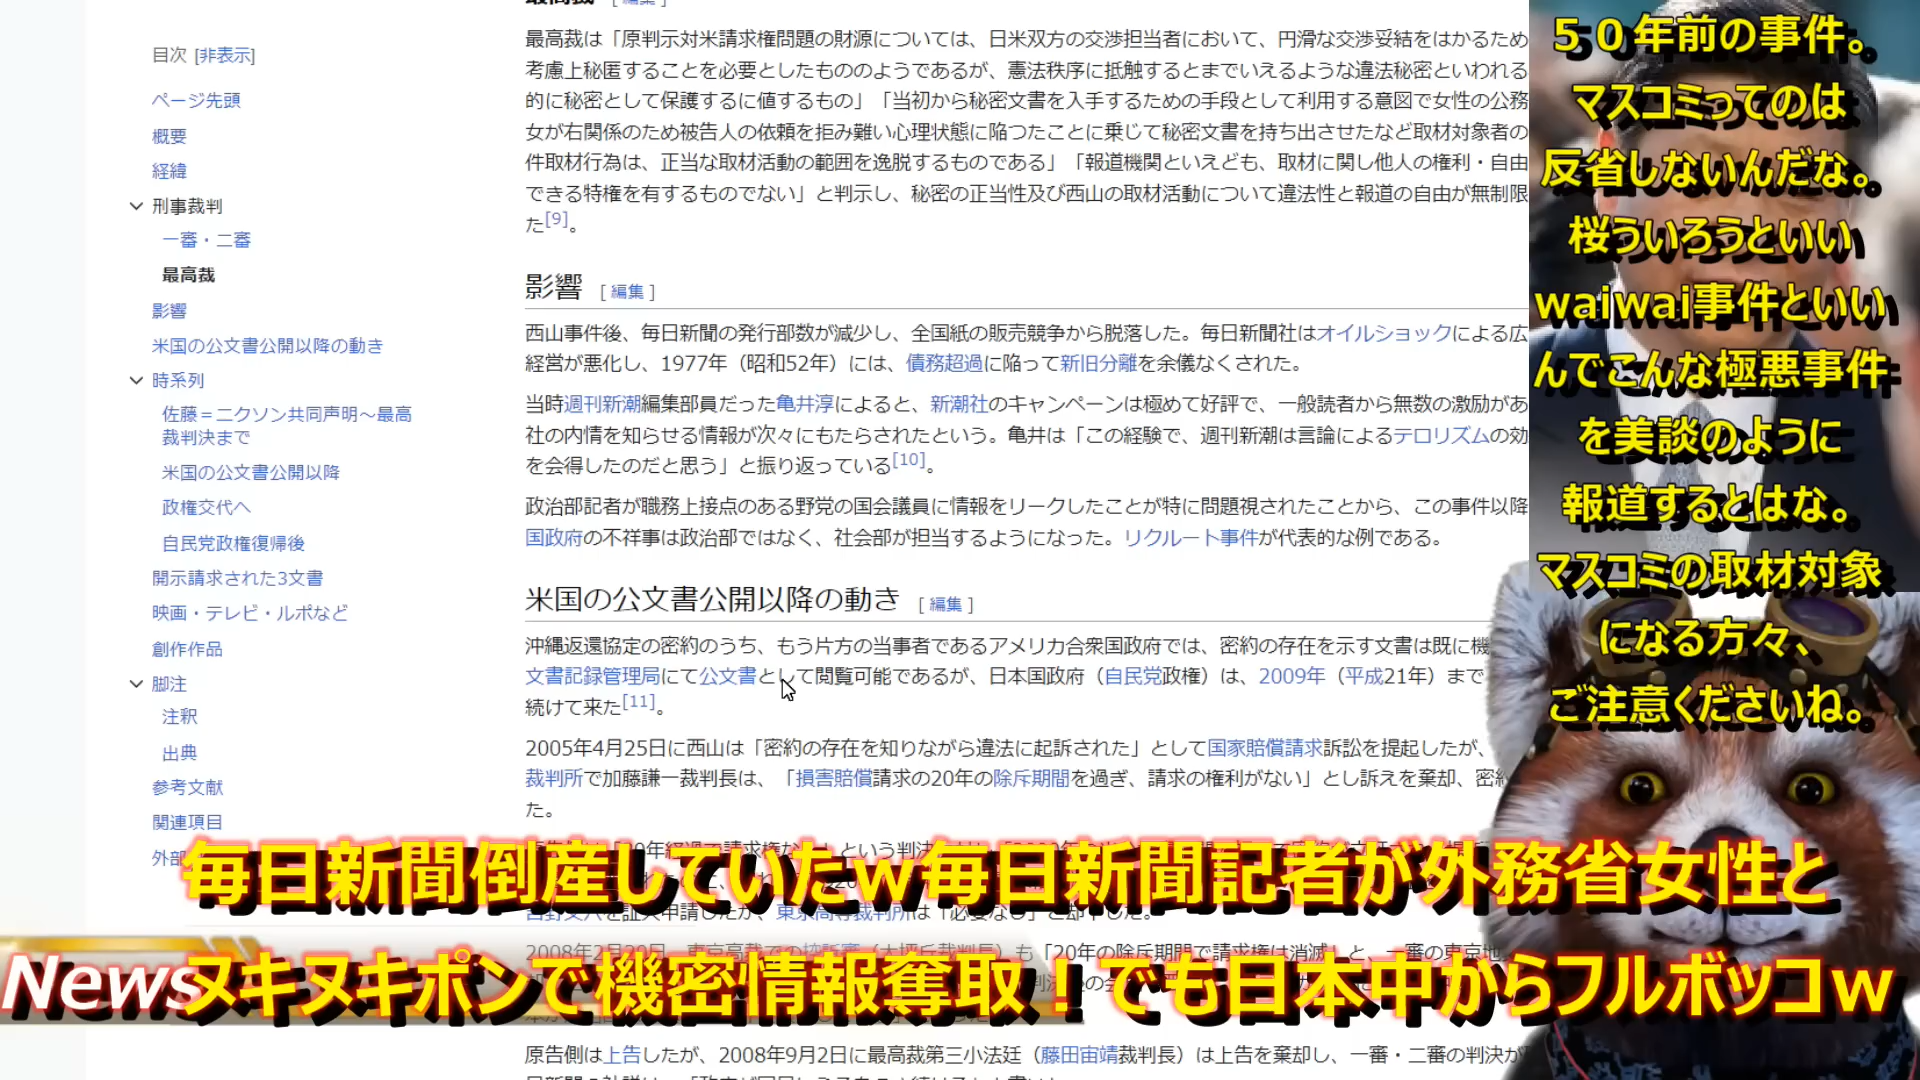 最高裁 [編集]
目次 [非表示]
ページ先頭
概要
経緯
刑事裁判
一審・二審
最高裁
影響
米国の公文書公開以降の動き
時系列
佐藤＝ニクソン共同声明～最高
裁判決まで
米国の公文書公開以降
政権交代へ
自民党政権復帰後
開示請求された3文書
映画・テレビ・ルポなど
創作作品
脚注
注釈
出典
参考文献
関連項目
外部
最高裁は「原判示対米請求権問題の財源については、日米双方の交渉担当者において、円滑な交渉妥結をはかるため
考慮上秘匿することを必要としたもののようであるが、憲法秩序に抵触するとまでいえるような違法秘密といわれる
的に秘密として保護するに値するもの」「当初から秘密文書を入手するための手段として利用する意図で女性の公務
女が右関係のため被告人の依頼を拒み難い心理状態に陥つたことに乗じて秘密文書を持ち出させたなど取材対象者の
件取材行為は、正当な取材活動の範囲を逸脱するものである」「報道機関といえども、取材に関し他人の権利・自由
できる特権を有するものでない」と判示し、秘密の正当性及び西山の取材活動について違法性と報道の自由が無制限
た[9]。
影響 [編集]
西山事件後、毎日新聞の発行部数が減少し、全国紙の販売競争から脱落した。毎日新聞社はオイルショックによる広
経営が悪化し、1977年（昭和52年）には、債務超過に陥って新旧分離を余儀なくされた。
当時週刊新潮編集部員だった亀井淳によると、新潮社のキャンペーンは極めて好評で、一般読者から無数の激励があ
社の内情を知らせる情報が次々にもたらされたという。亀井は「この経験で、週刊新潮は言論によるテロリズムの効
を会得したのだと思う」と振り返っている[10]。
政治部記者が職務上接点のある野党の国会議員に情報をリークしたことが特に問題視されたことから、この事件以降
国政府の不祥事は政治部ではなく、社会部が担当するようになった。リクルート事件が代表的な例である。
米国の公文書公開以降の動き [編集]
沖縄返還協定の密約のうち、もう片方の当事者であるアメリカ合衆国政府では、密約の存在を示す文書は既に機
文書記録管理局にて公文書として閲覧可能であるが、日本国政府（自民党政権）は、2009年（平成21年）まで
続けて来た[11]。
2005年4月25日に西山は「密約の存在を知りながら違法に起訴された」として国家賠償請求訴訟を提起したが、
裁判所で加藤謙一裁判長は、「損害賠償請求の20年の除斥期間を過ぎ、請求の権利がない」とし訴えを棄却、密約
た。
原告側は上告したが、2008年9月2日に最高裁第三小法廷（藤田宙靖裁判長）は上告を棄却し、一審・二審の判決が
５０年前の事件。
マスコミってのは
反省しないんだな。
桜ういろうといい
waiwai事件といい
んでこんな極悪事件
を美談のように
報道するとはな。
マスコミの取材対象
になる方々、
ご注意くださいね。
毎日新聞倒産していたw毎日新聞記者が外務省女性と
News
ヌキヌキポンで機密情報奪取！でも日本中からフルボッコw